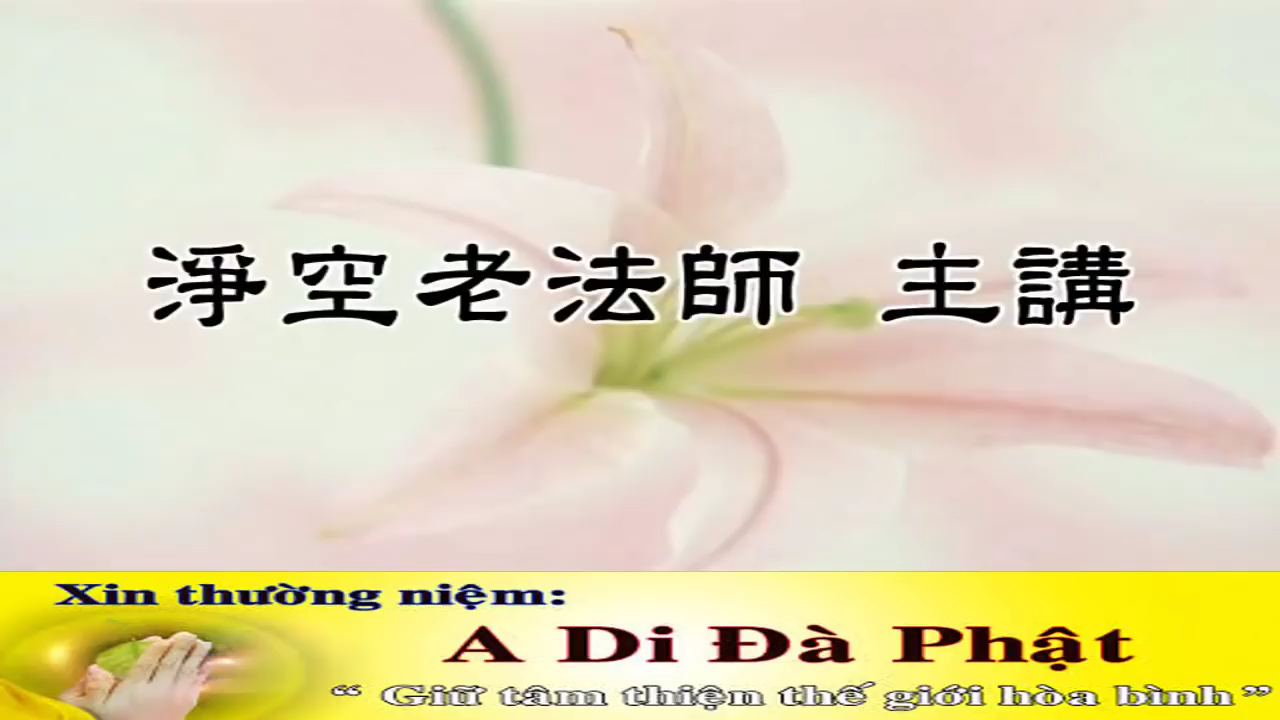 淨空老法師 主講
Xin thường niệm:
A Di Đà Phật
“ Giữ tâm thiện thế giới hòa bình”